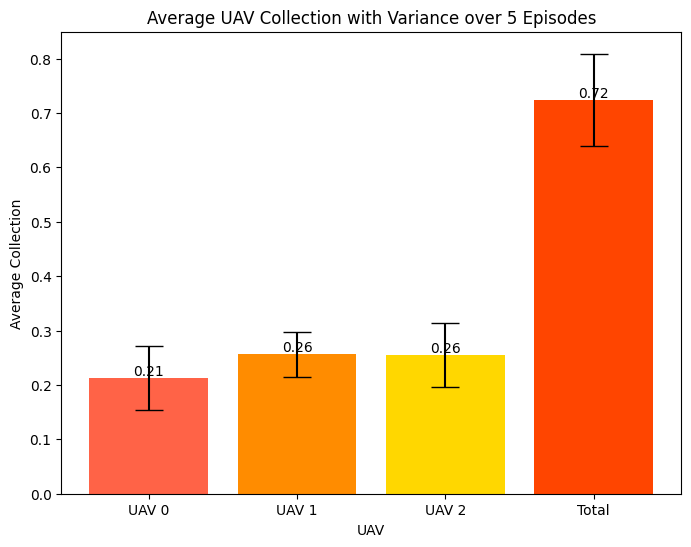 Average UAV Collection with Variance over 5 Episodes
Average Collection
0.8
0.7
0.6
0.5
0.4
0.3
0.2
0.1
0.0
0.21
0.26
0.26
0.72
UAV 0
UAV 1
UAV 2
Total
UAV